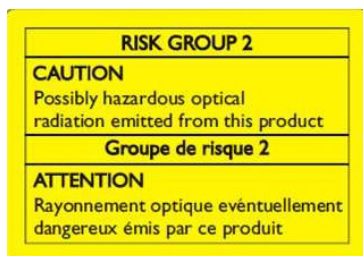 RISK GROUP 2
CAUTION
Possibly hazardous optical
radiation emitted from this product
Groupe de risque 2
ATTENTION
Rayonnement optique evéntuellement
dangereux émis par ce produit